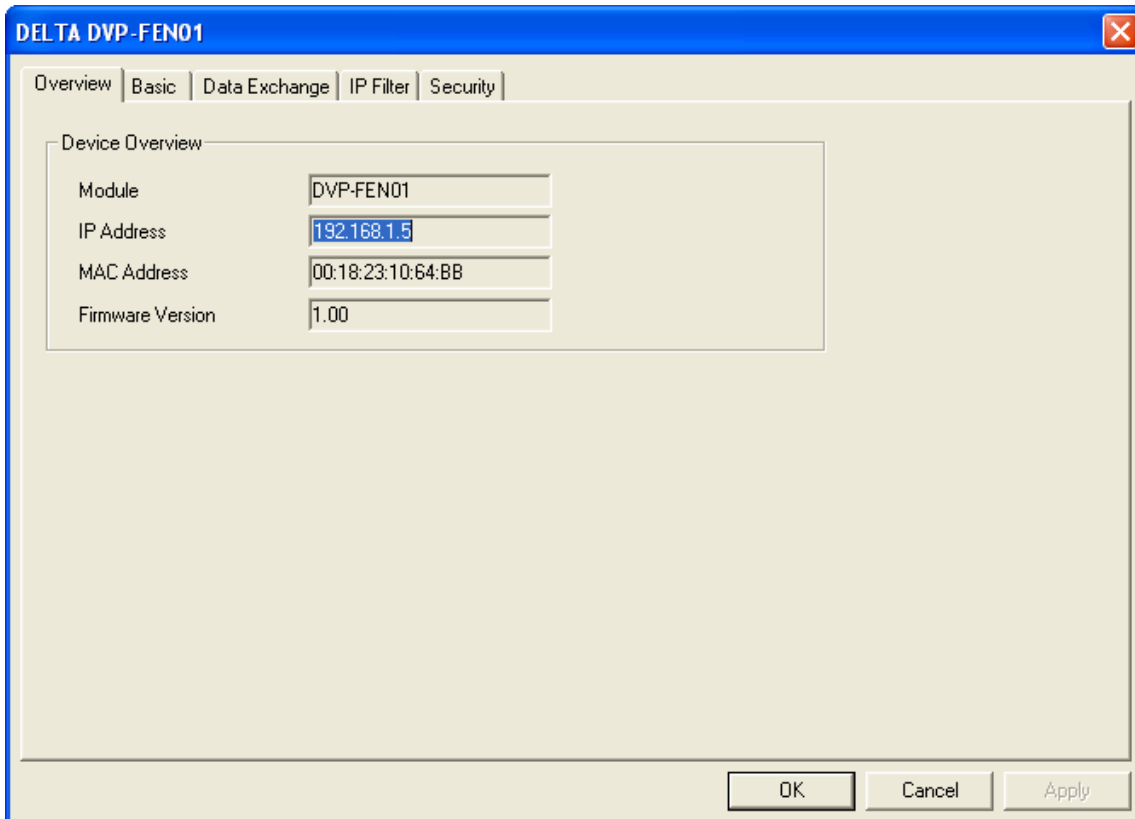 DELTA DVP-FEN01
Overview Basic Data Exchange IP Filter Security
Device Overview
Module DVP-FEN01
IP Address 192.168.1.5
MAC Address 00:18:23:10:64:BB
Firmware Version 1.00
OK Cancel Apply